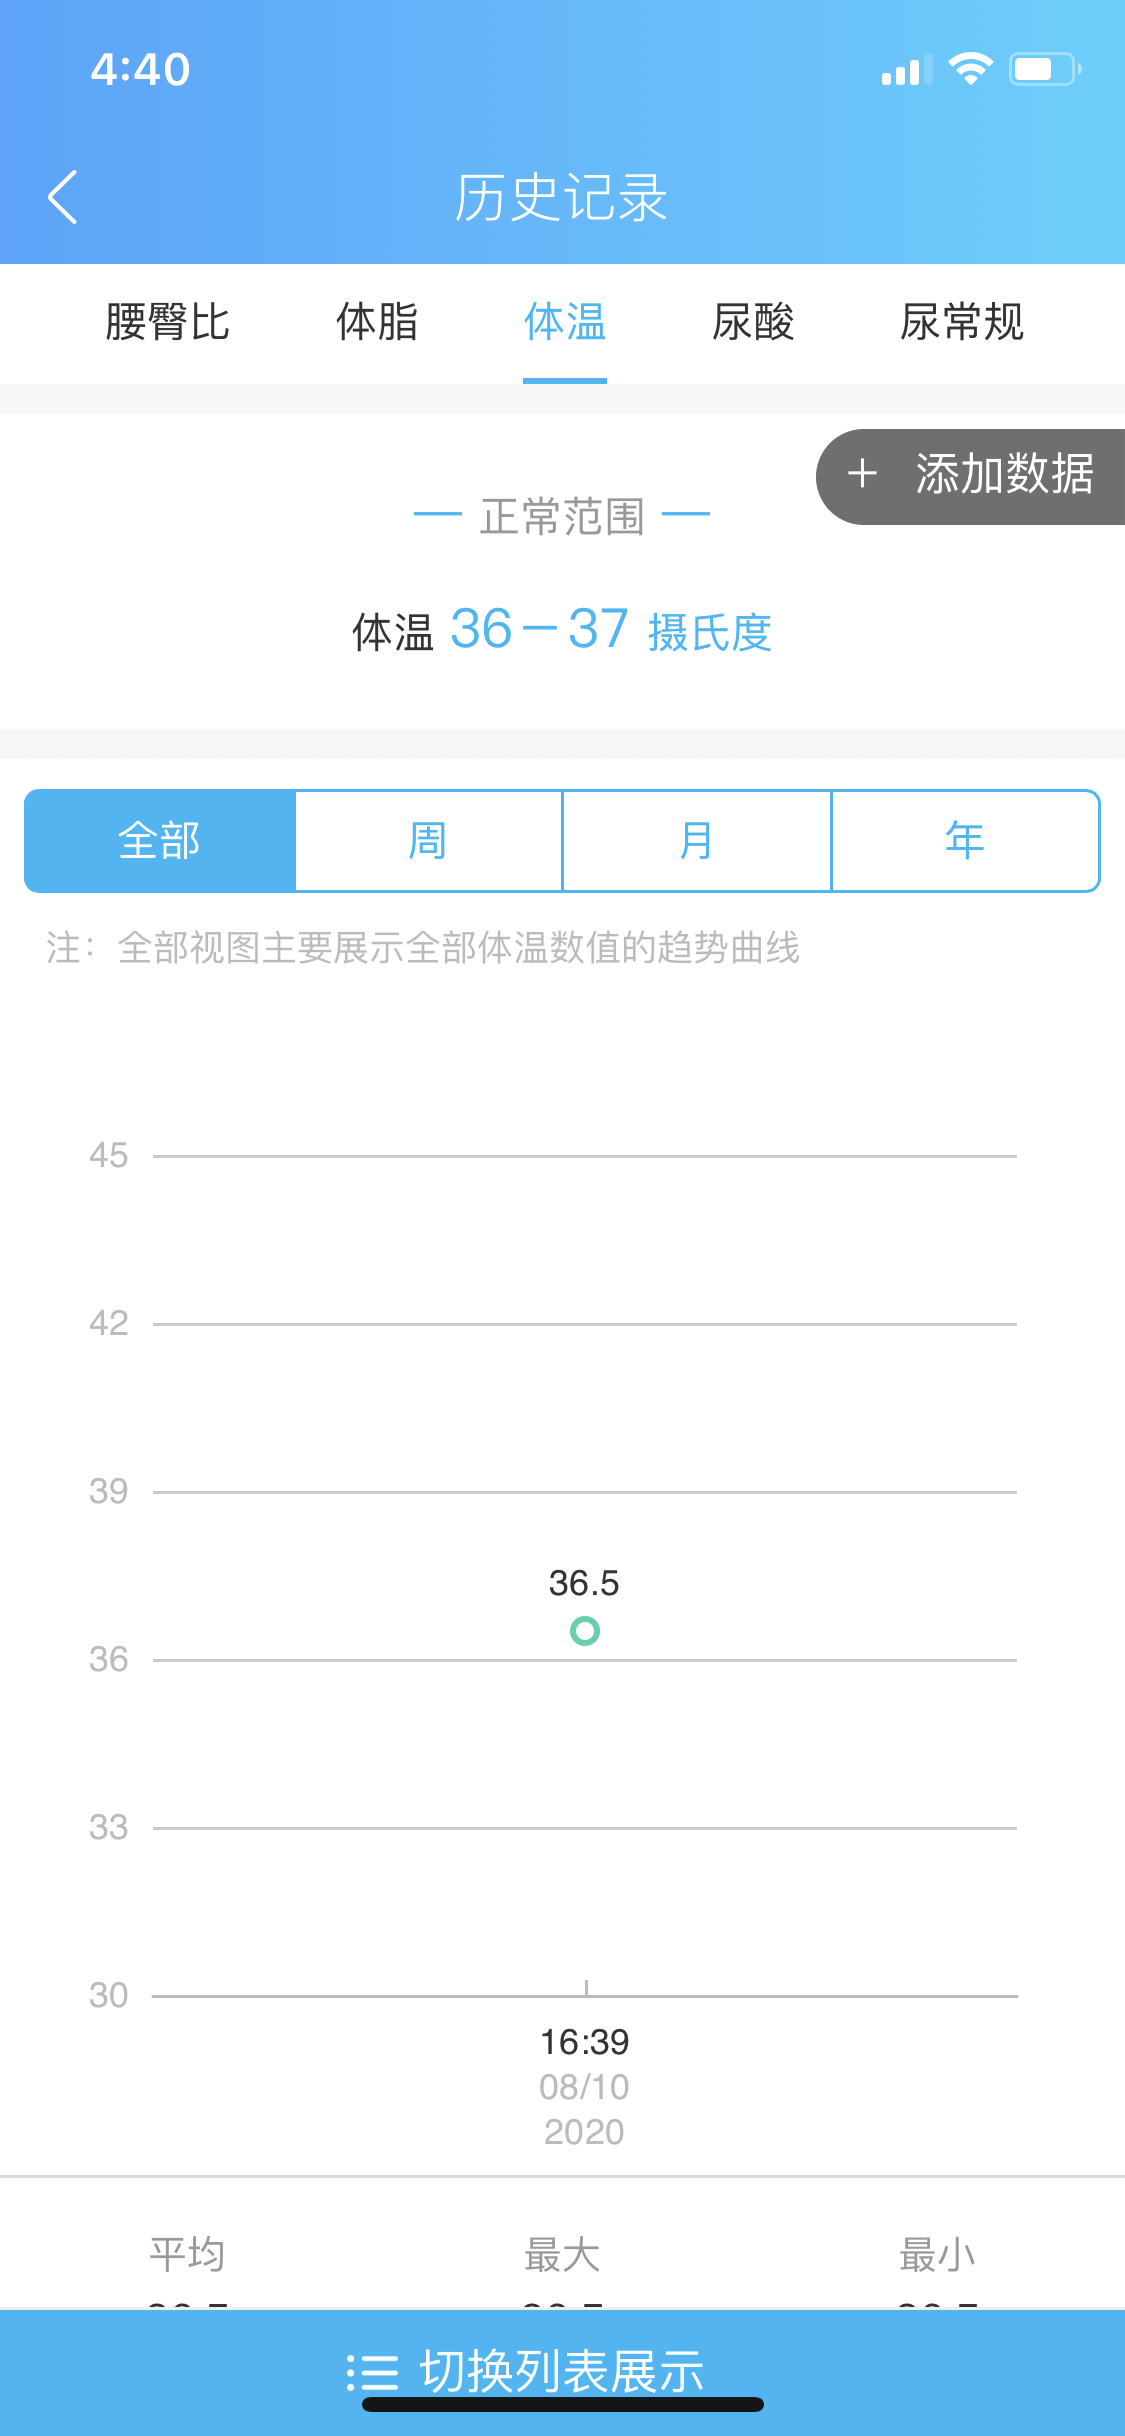 4:40
历史记录
腰臀比 体脂 体温 尿酸 尿常规
+ 添加数据
正常范围
体温 36-37 摄氏度
全部 周 月 年
注：全部视图主要展示全部体温数值的趋势曲线
45
42
39
36.5
36
33
30
16:39
08/10
2020
平均 最大 最小
切换列表展示